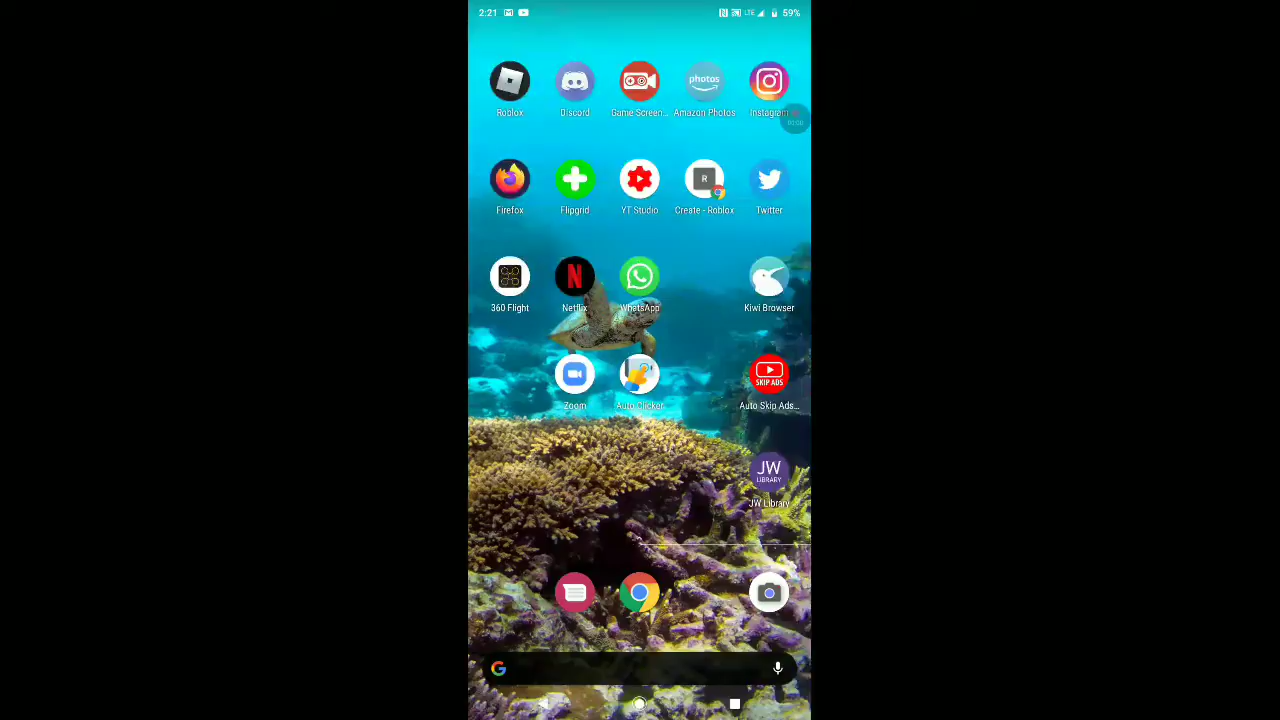 2:21 LTE 59%
Roblox Discord Game Screen... Amazon Photos Instagram
photos
Firefox Flipgrid YT Studio Create - Roblox Twitter
R
360 Flight Netflix WhatsApp Kiwi Browser
N
Zoom Auto Clicker Auto Skip Ads...
SKIP ADS
JW
LIBRARY
JW Library
G